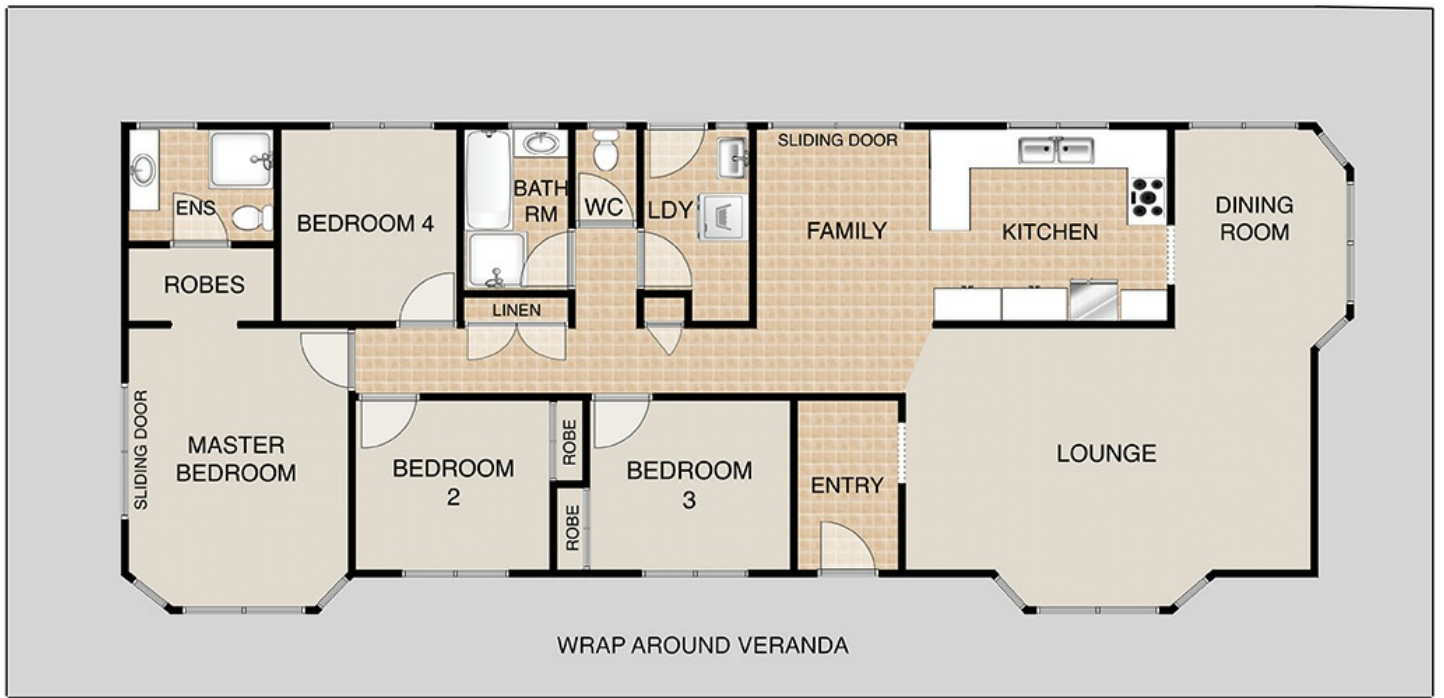 SLIDING DOOR
ENS
BEDROOM 4
BATH
RM
WC
LDY
FAMILY
KITCHEN
DINING
ROOM
ROBES
LINEN
SLIDING DOOR
MASTER
BEDROOM
BEDROOM
2
ROBE
ROBE
BEDROOM
3
ENTRY
LOUNGE
WRAP AROUND VERANDA